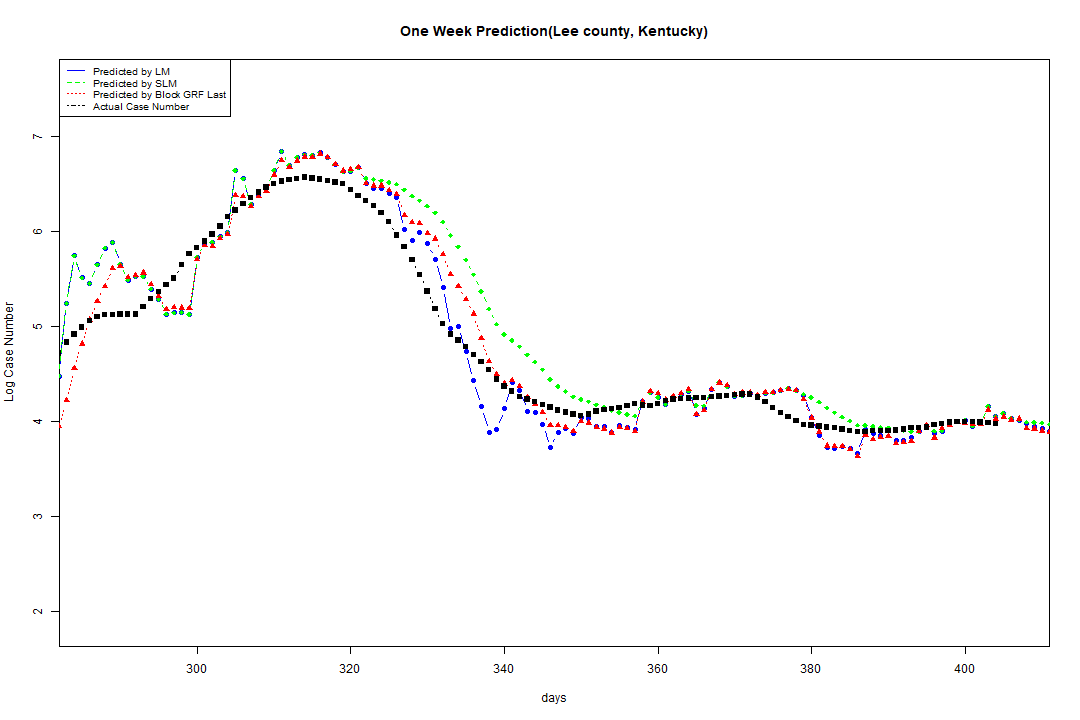 One Week Prediction(Lee county, Kentucky)
Predicted by LM
Predicted by SLM
Predicted by Block GRF Last
Actual Case Number
7
6
5
4
3
2
Log Case Number
300 320 340 360 380 400
days